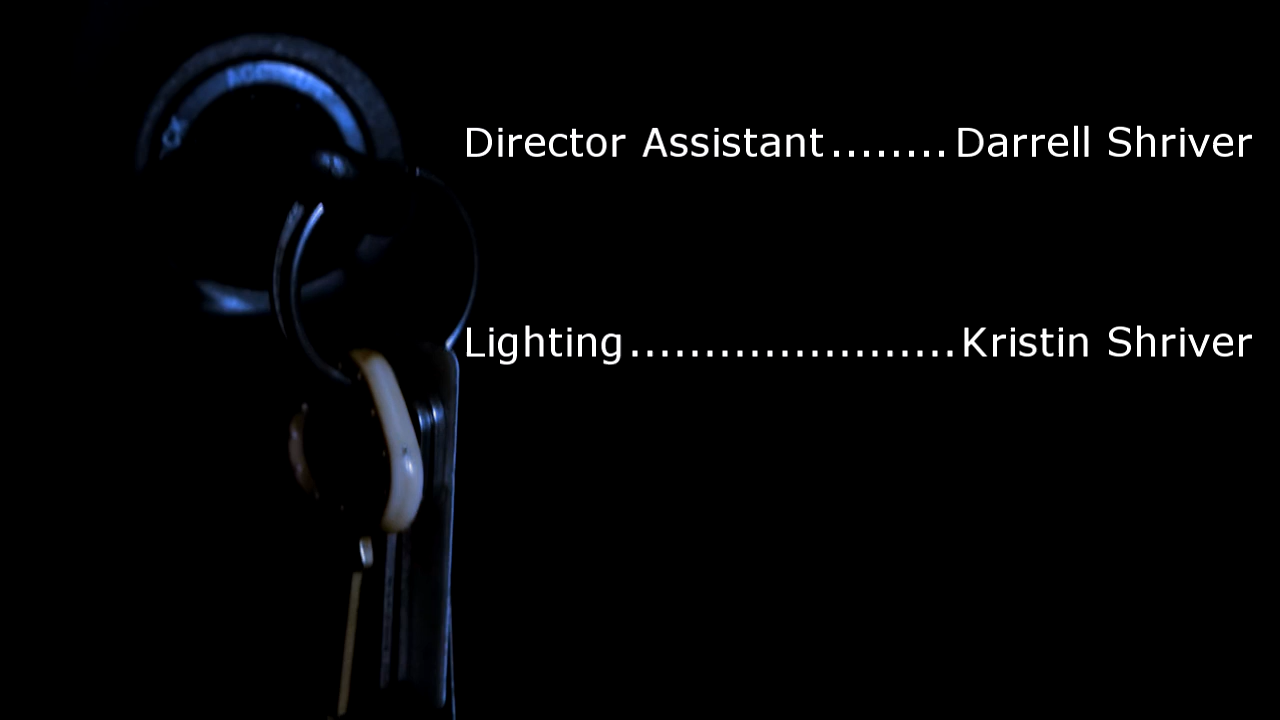 Director Assistant........Darrell Shriver
Lighting......................Kristin Shriver